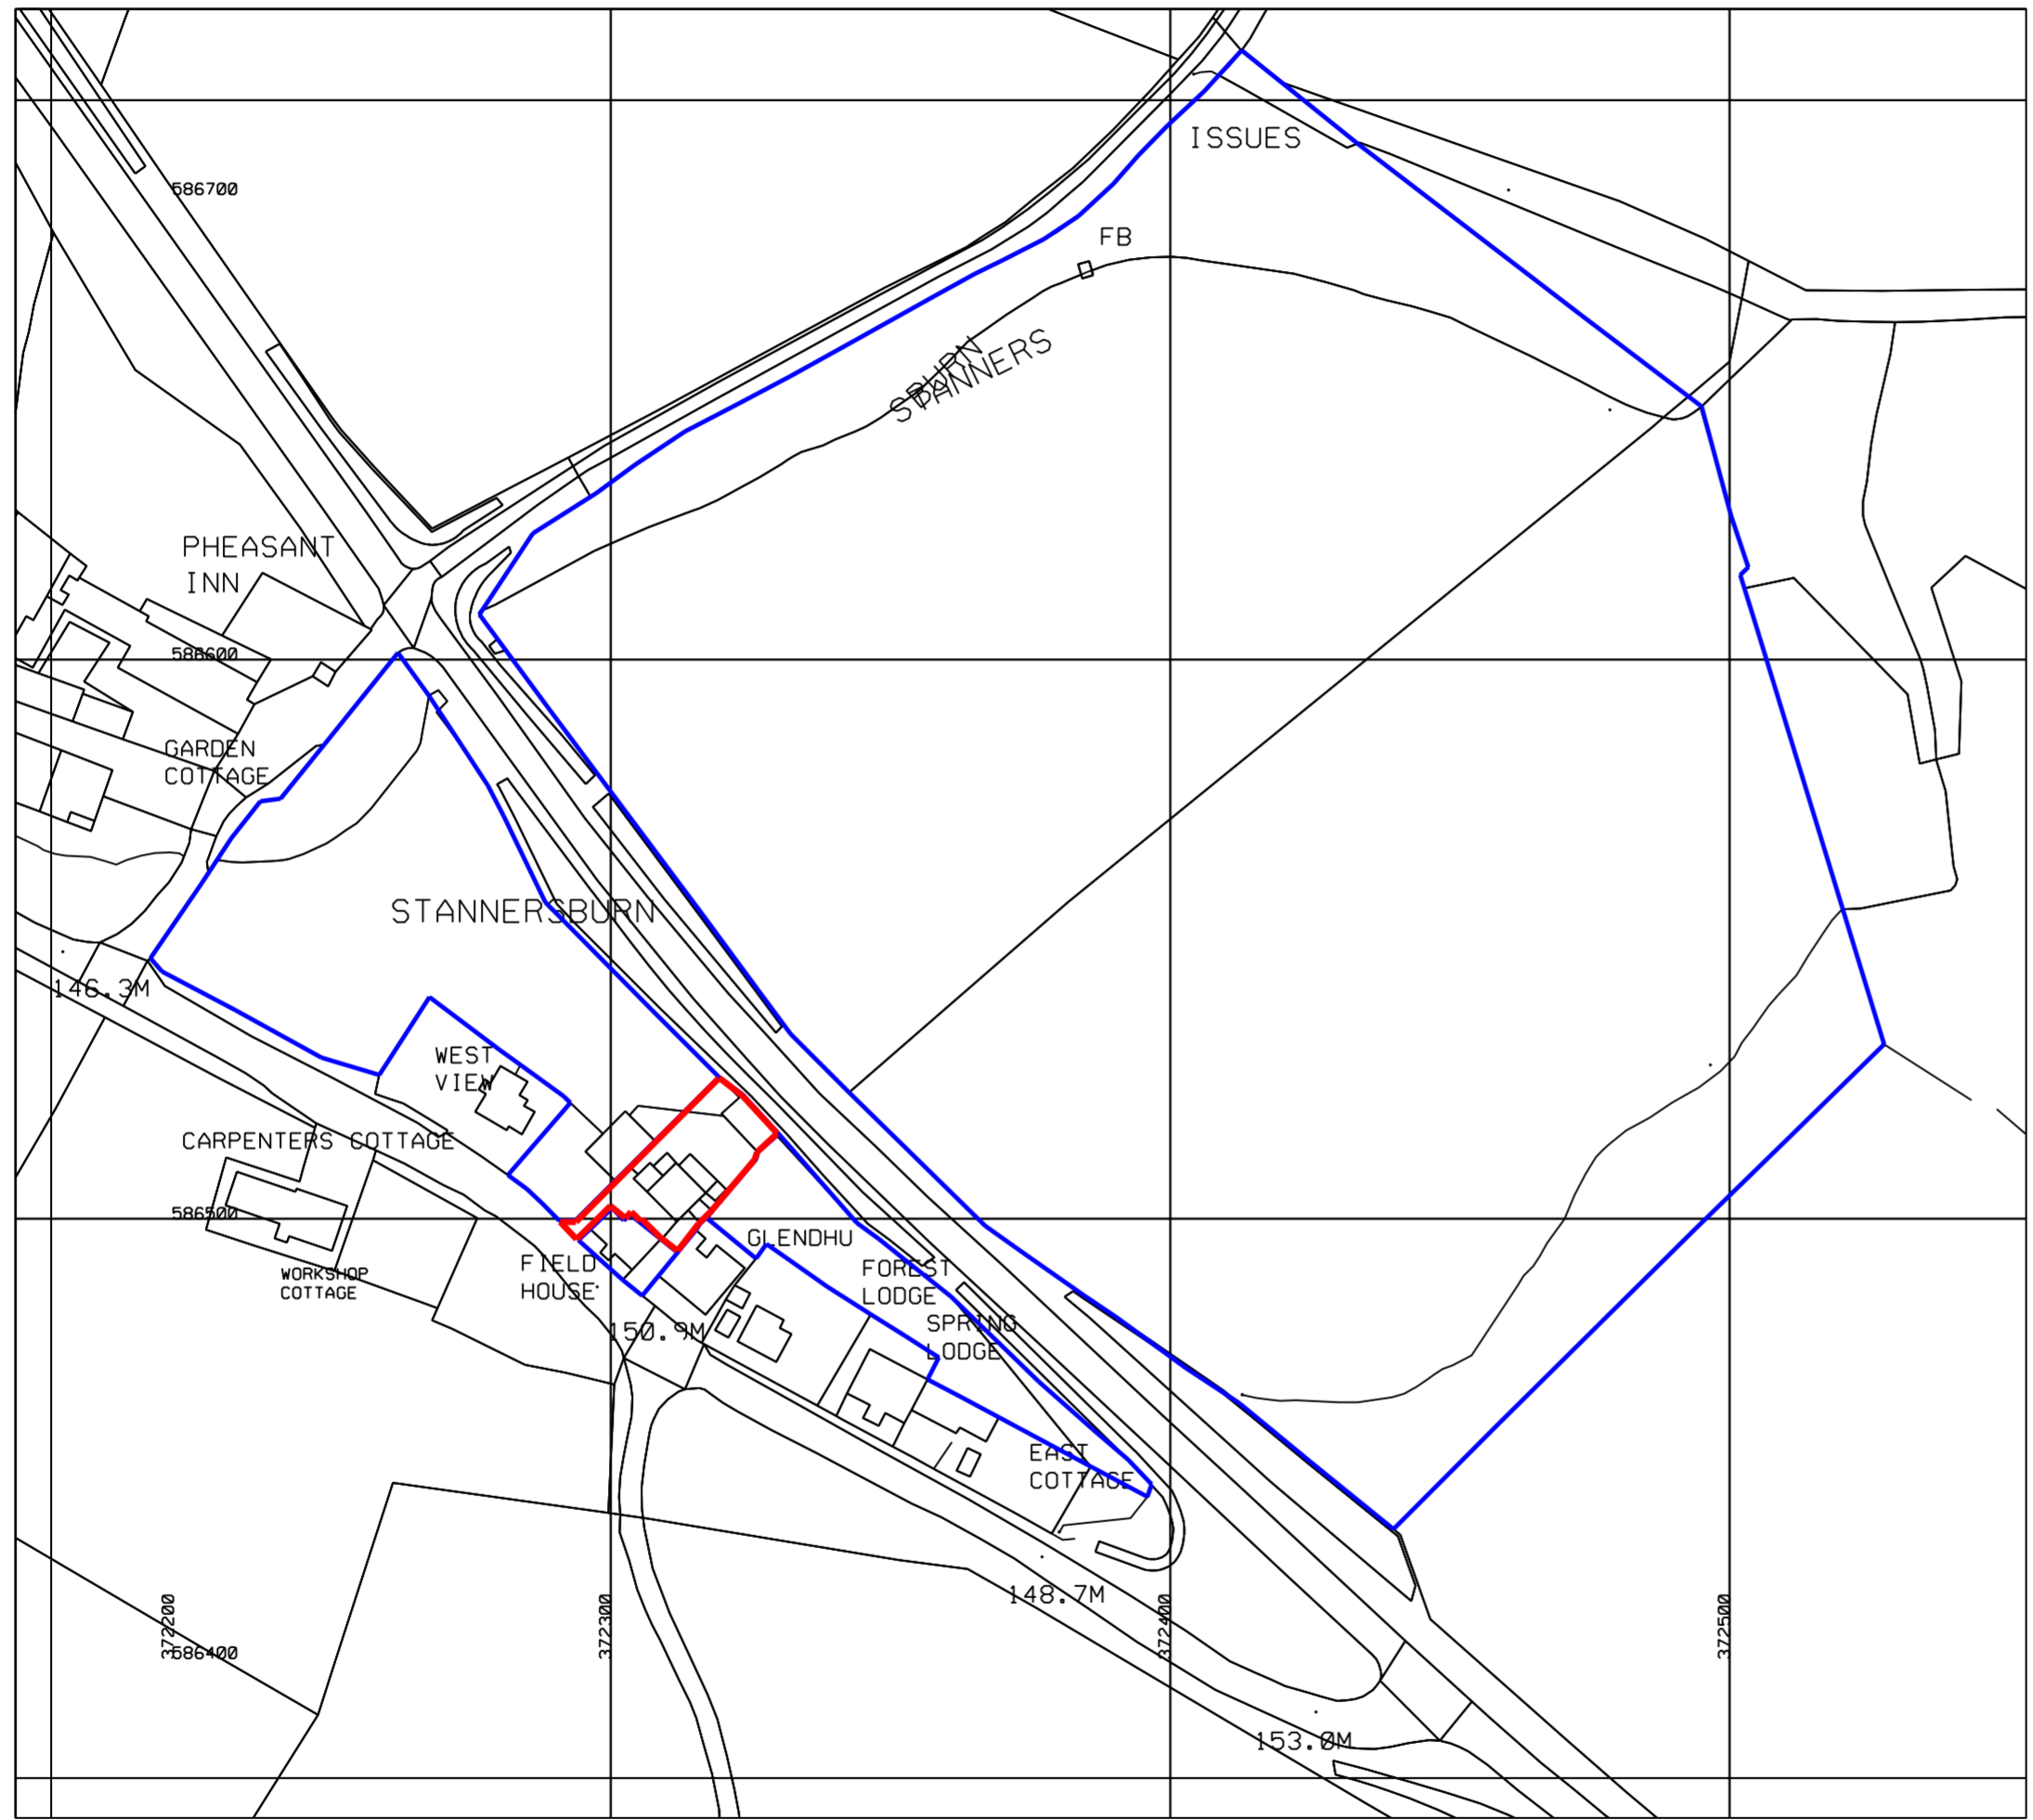 ISSUES
586700
FB
BURN
STANNERS
PHEASANT
INN
586600
GARDEN
COTTAGE
STANNERSBURN
146.3M
WEST
VIEW
CARPENTERS COTTAGE
586500
GLENDHU
FIELD
HOUSE
FOREST
LODGE
WORKSHOP
COTTAGE
SPRING
LODGE
150.9M
EAST
COTTAGE
148.7M
372200
372300
372400
372500
586400
153.0M